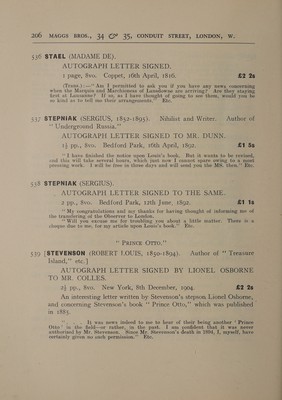 206 MAGGS BROS., 34 & 35, CONDUIT STREET, LONDON, W.
536 STAEL (MADAME DE).
AUTOGRAPH LETTER SIGNED.
1 page, 8vo. Coppet, 16th April, 1816. £2 2s
(Trans.):—"Am I permitted to ask you if you have any news concerning
when the Marquis and Marchioness of Lansdowne are arriving? Are they staying
first at Lancaine? If so, as I have thought of going to see them, would you be
so kind as to tell me their arrangements." Etc.
537 STEPNIAK (SERGIUS, 1852-1895). Nihilist and Writer. Author of
"Underground Russia."
AUTOGRAPH LETTER SIGNED TO MR. DUNN.
1½ pp., 8vo. Bedford Park, 16th April, 1892. £1 5s
"I have finished the notice upon Lowie's book. But it wants to be revised,
and this will take several hours, which just now I cannot spare owing to a most
pressing work. I will be free in three days and will send you the MS. then." Etc.
538 STEPNIAK (SERGIUS).
AUTOGRAPH LETTER SIGNED TO THE SAME.
2 pp., 8vo. Bedford Park, 12th June, 1892. £1 1s
"My congratulations and my thanks for having thought of informing me of
the transferring of the Observer to London.
"Will you excuse me for troubling you about a little matter. There is a
cheque due to me, for my article upon Lowie's book." Etc.
"PRINCE OTTO."
539 [STEVENSON (ROBERT LOUIS, 1850-1894). Author of "Treasure
Island," etc.]
AUTOGRAPH LETTER SIGNED BY LIONEL OSBORNE
TO MR. COLLES.
2½ pp., 8vo. New York, 8th December, 1904. £2 2s
An interesting letter written by Stevenson's stepson Lionel Osborne,
and concerning Stevenson's book "Prince Otto," which was published
in 1885.
". . . It was news indeed to me to hear of their being another 'Prince
Otto' in the field—or rather, in the past. I am confident that it was never
authorised by Mr. Stevenson. Since Mr. Stevenson's death in 1894, I, myself, have
certainly given no such permission." Etc.